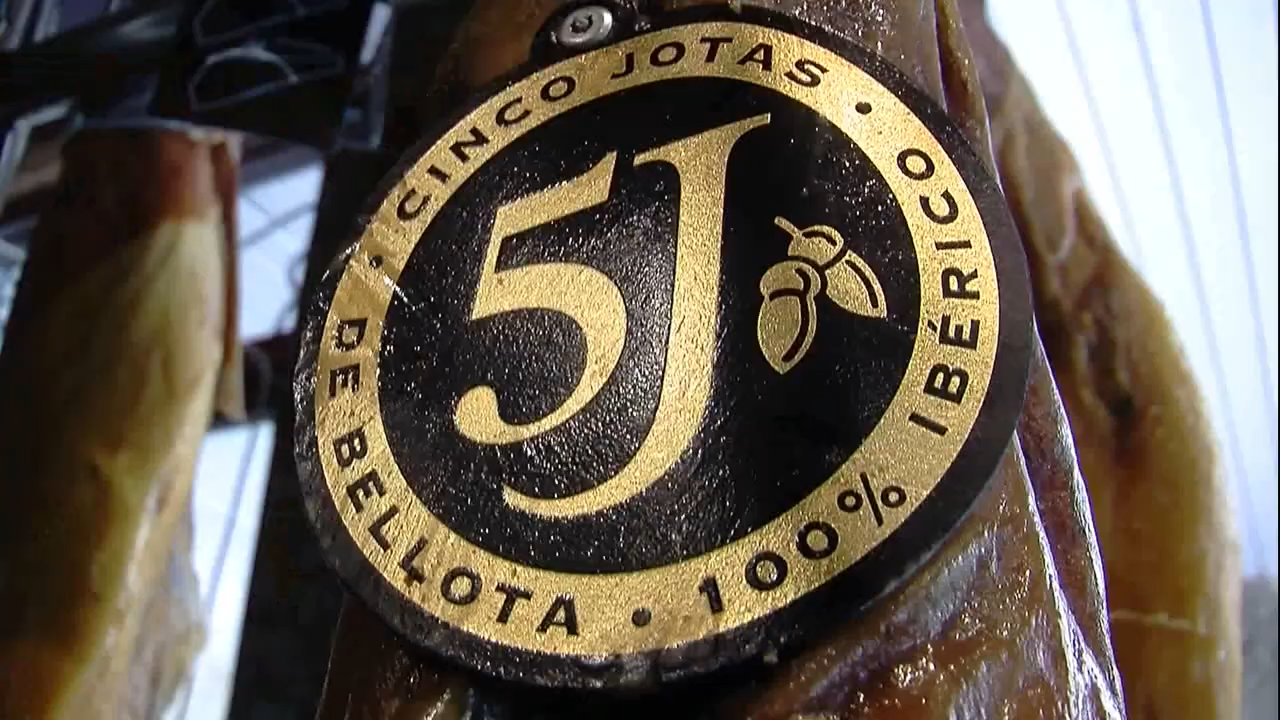 CINCO JOTAS • IBÉRICO 100% • DE BELLOTA •
5J